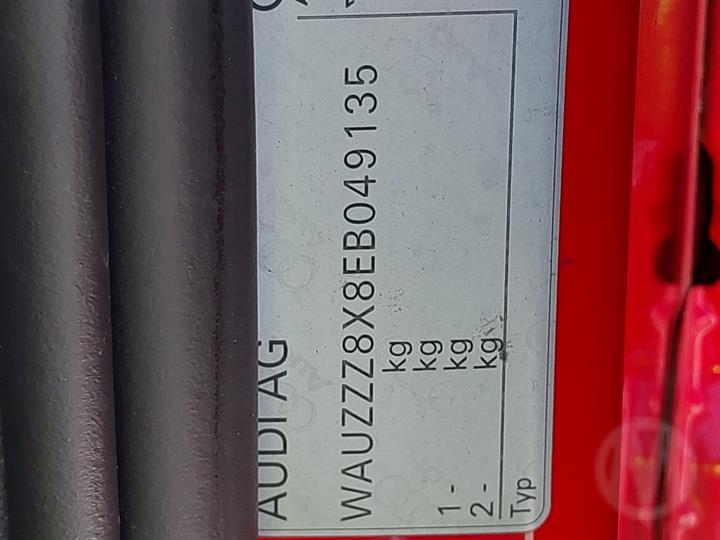 AUDI AG
WAUZZZ8X8EB049135
kg
kg
1 - kg
2 - kg
Typ